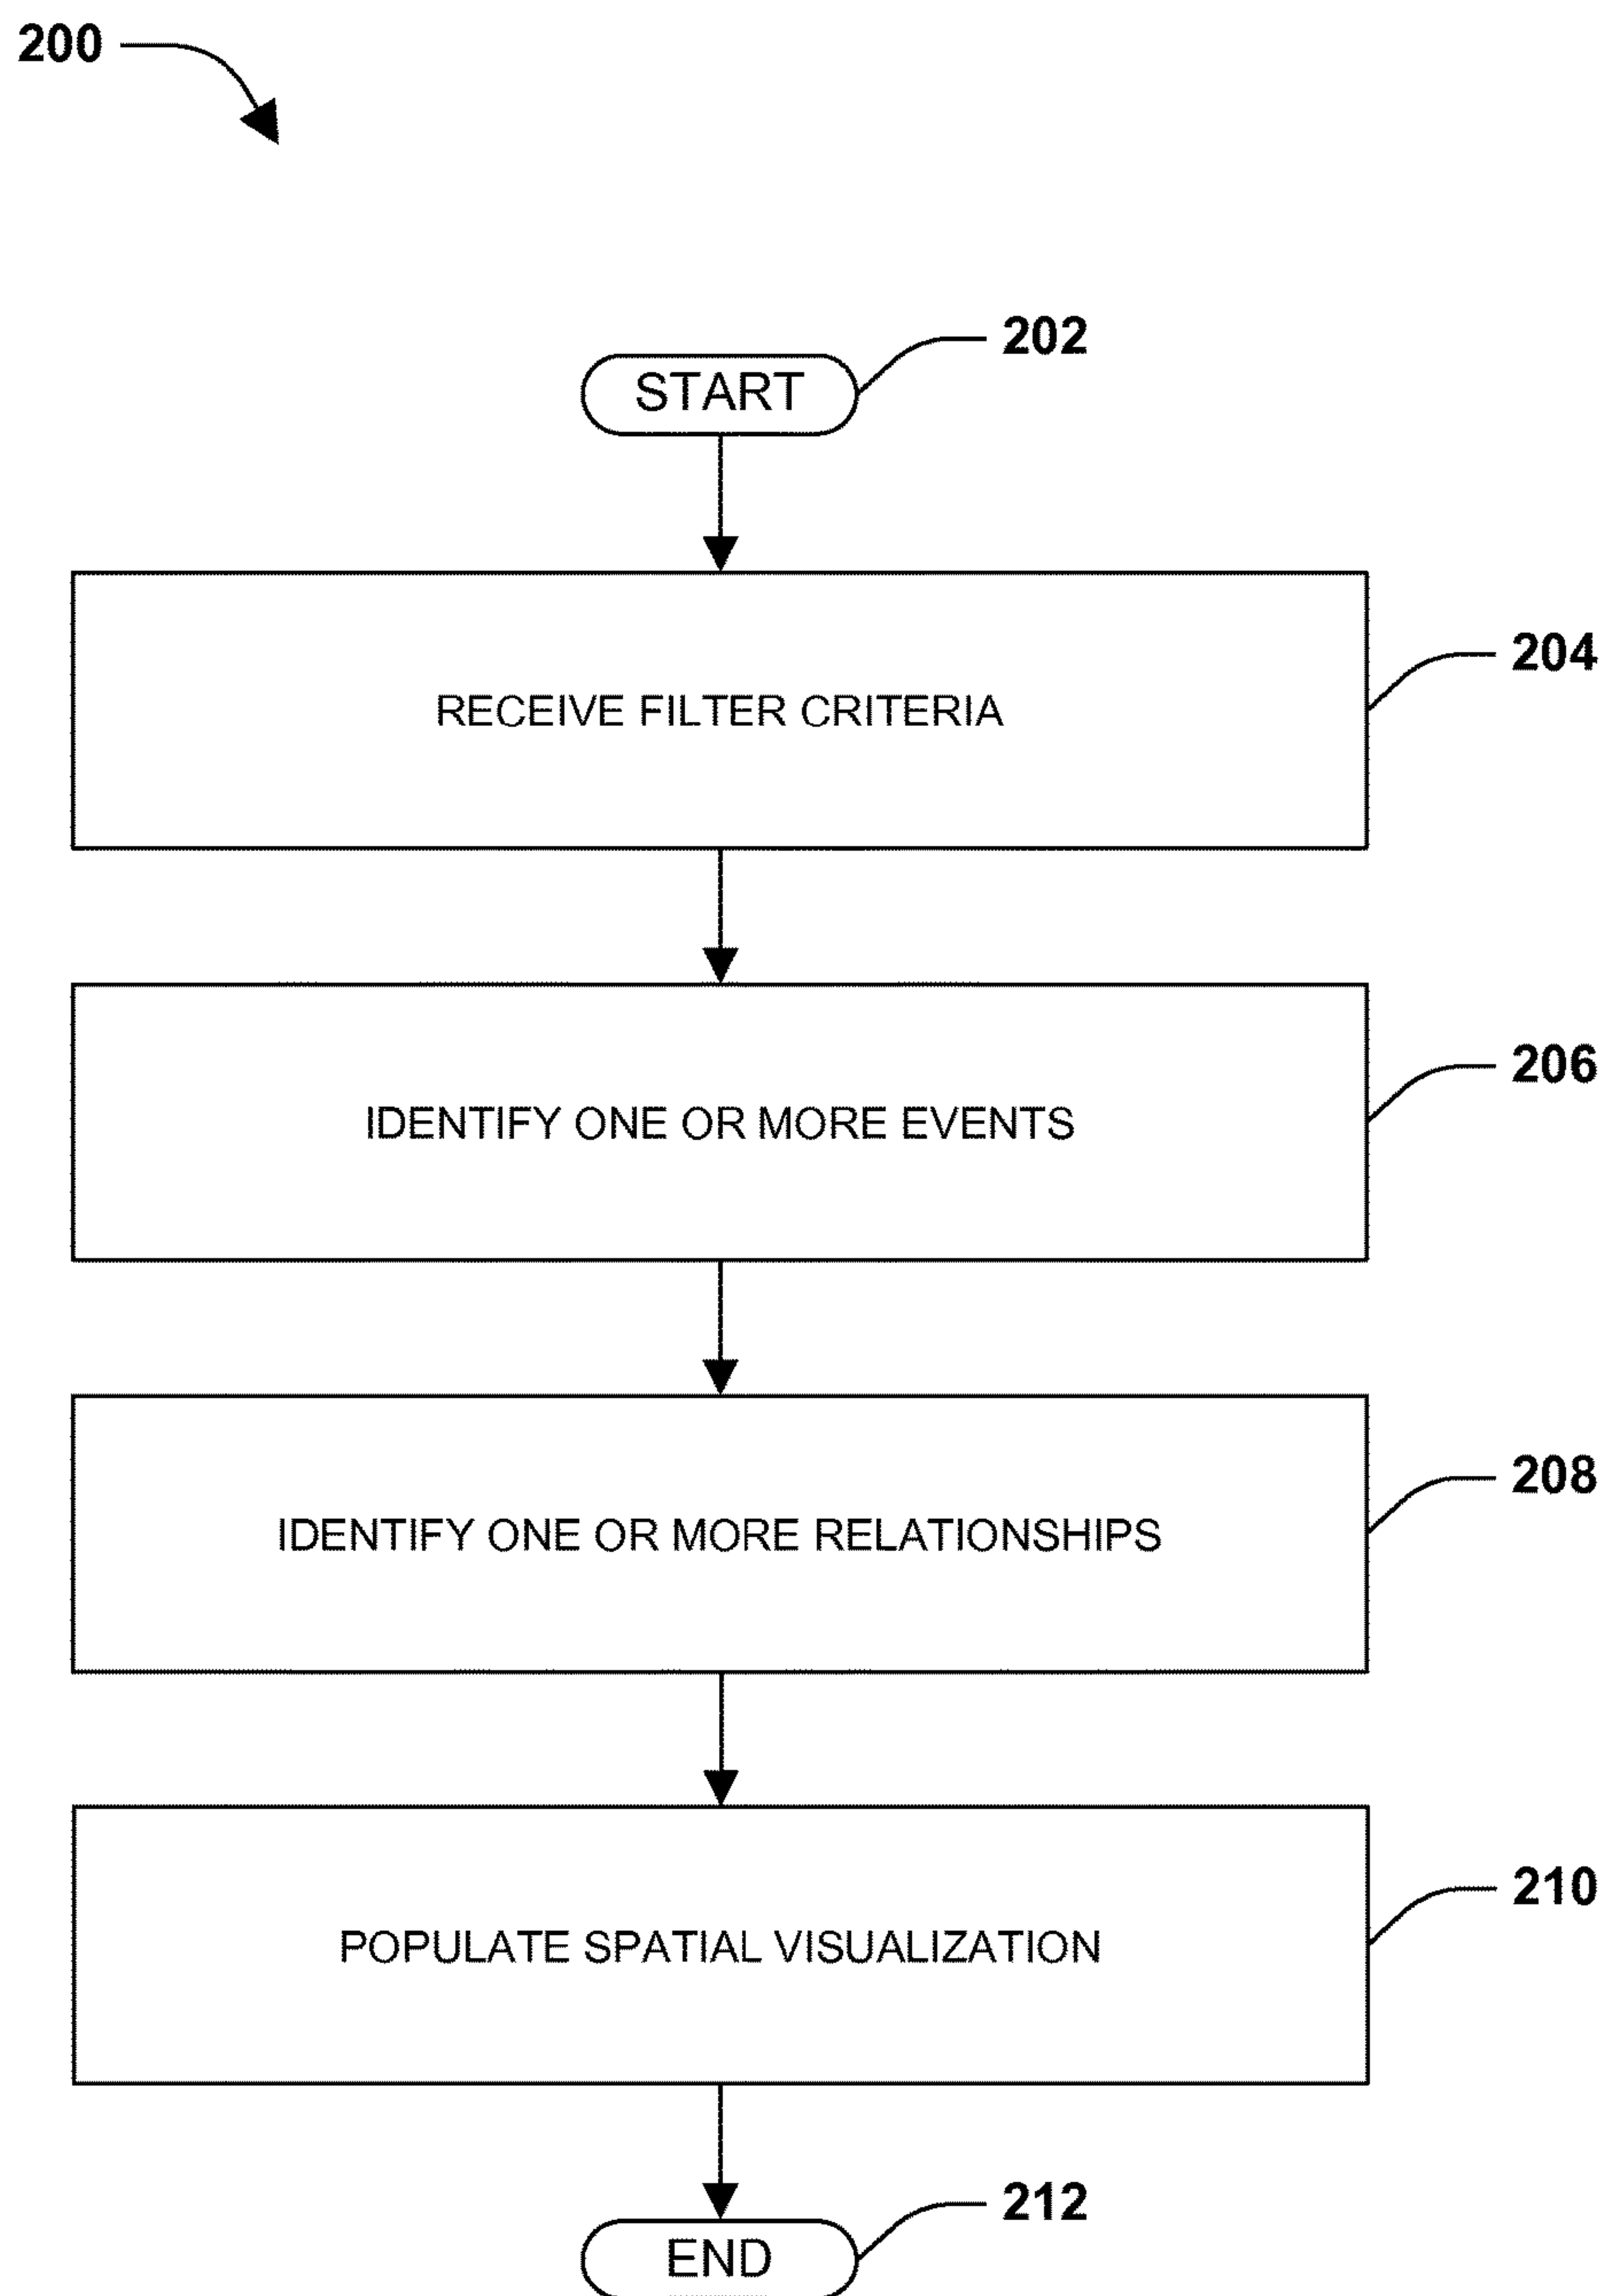 200
202
START
204
RECEIVE FILTER CRITERIA
206
IDENTIFY ONE OR MORE EVENTS
208
IDENTIFY ONE OR MORE RELATIONSHIPS
210
POPULATE SPATIAL VISUALIZATION
212
END